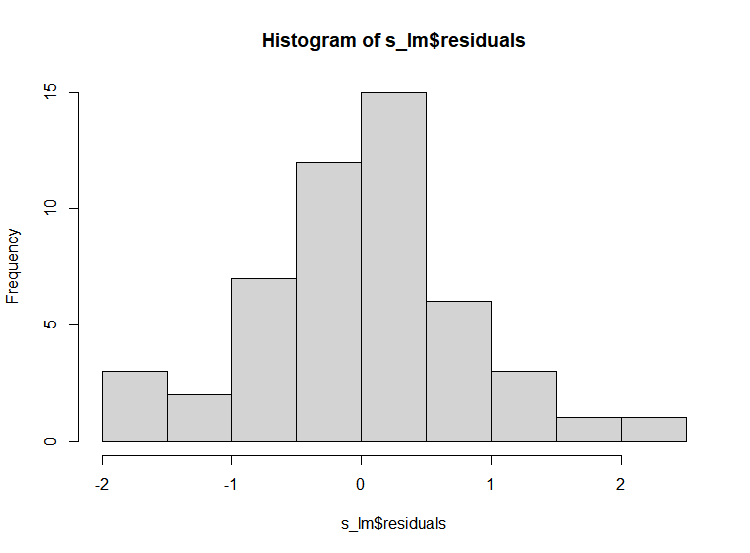 Histogram of s_lm$residuals
Frequency
15
10
5
0
-2 -1 0 1 2
s_lm$residuals